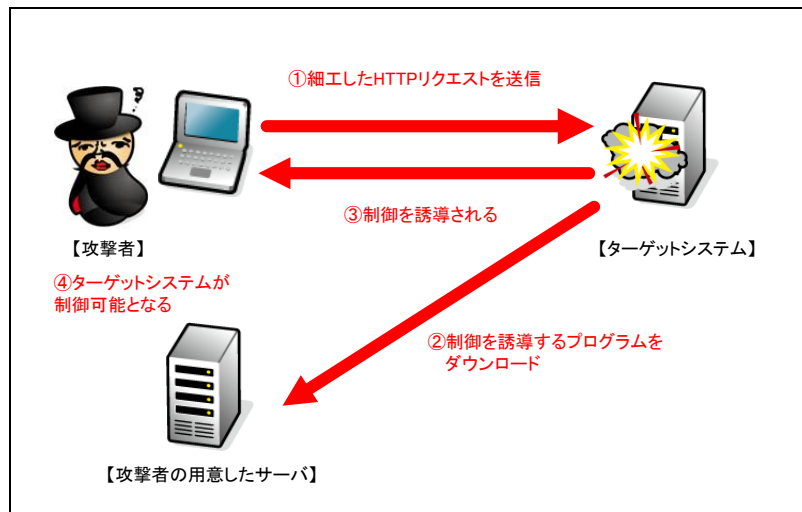 ①細工したHTTPリクエストを送信
③制御を誘導される
【攻撃者】
【ターゲットシステム】
④ターゲットシステムが
制御可能となる
②制御を誘導するプログラムを
ダウンロード
【攻撃者の用意したサーバ】